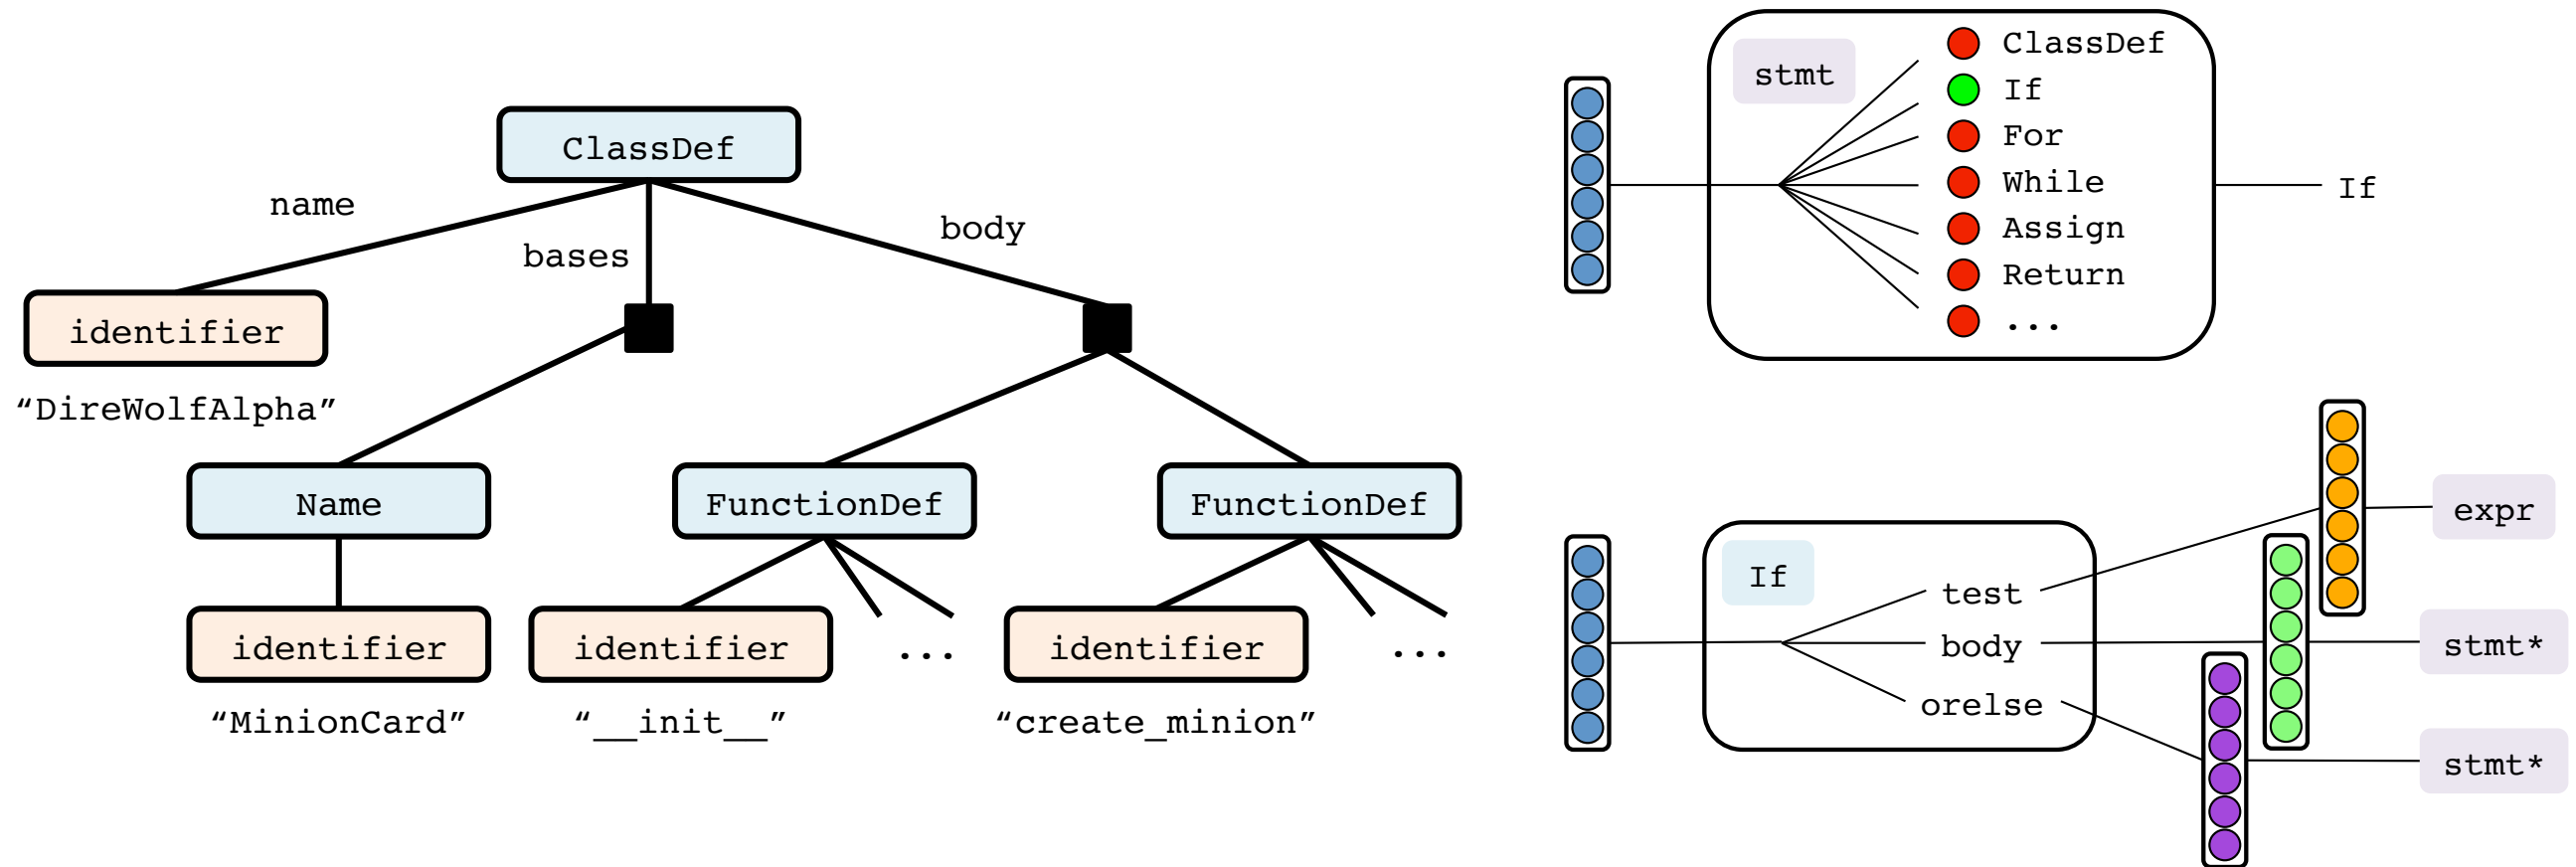 ClassDef
name
bases
body
identifier
“DireWolfAlpha”
Name
FunctionDef
FunctionDef
identifier
identifier
...
identifier
...
“MinionCard”
“__init__”
“create_minion”
stmt
ClassDef
If
For
While
Assign
Return
...
If
If
test
body
orelse
expr
stmt*
stmt*